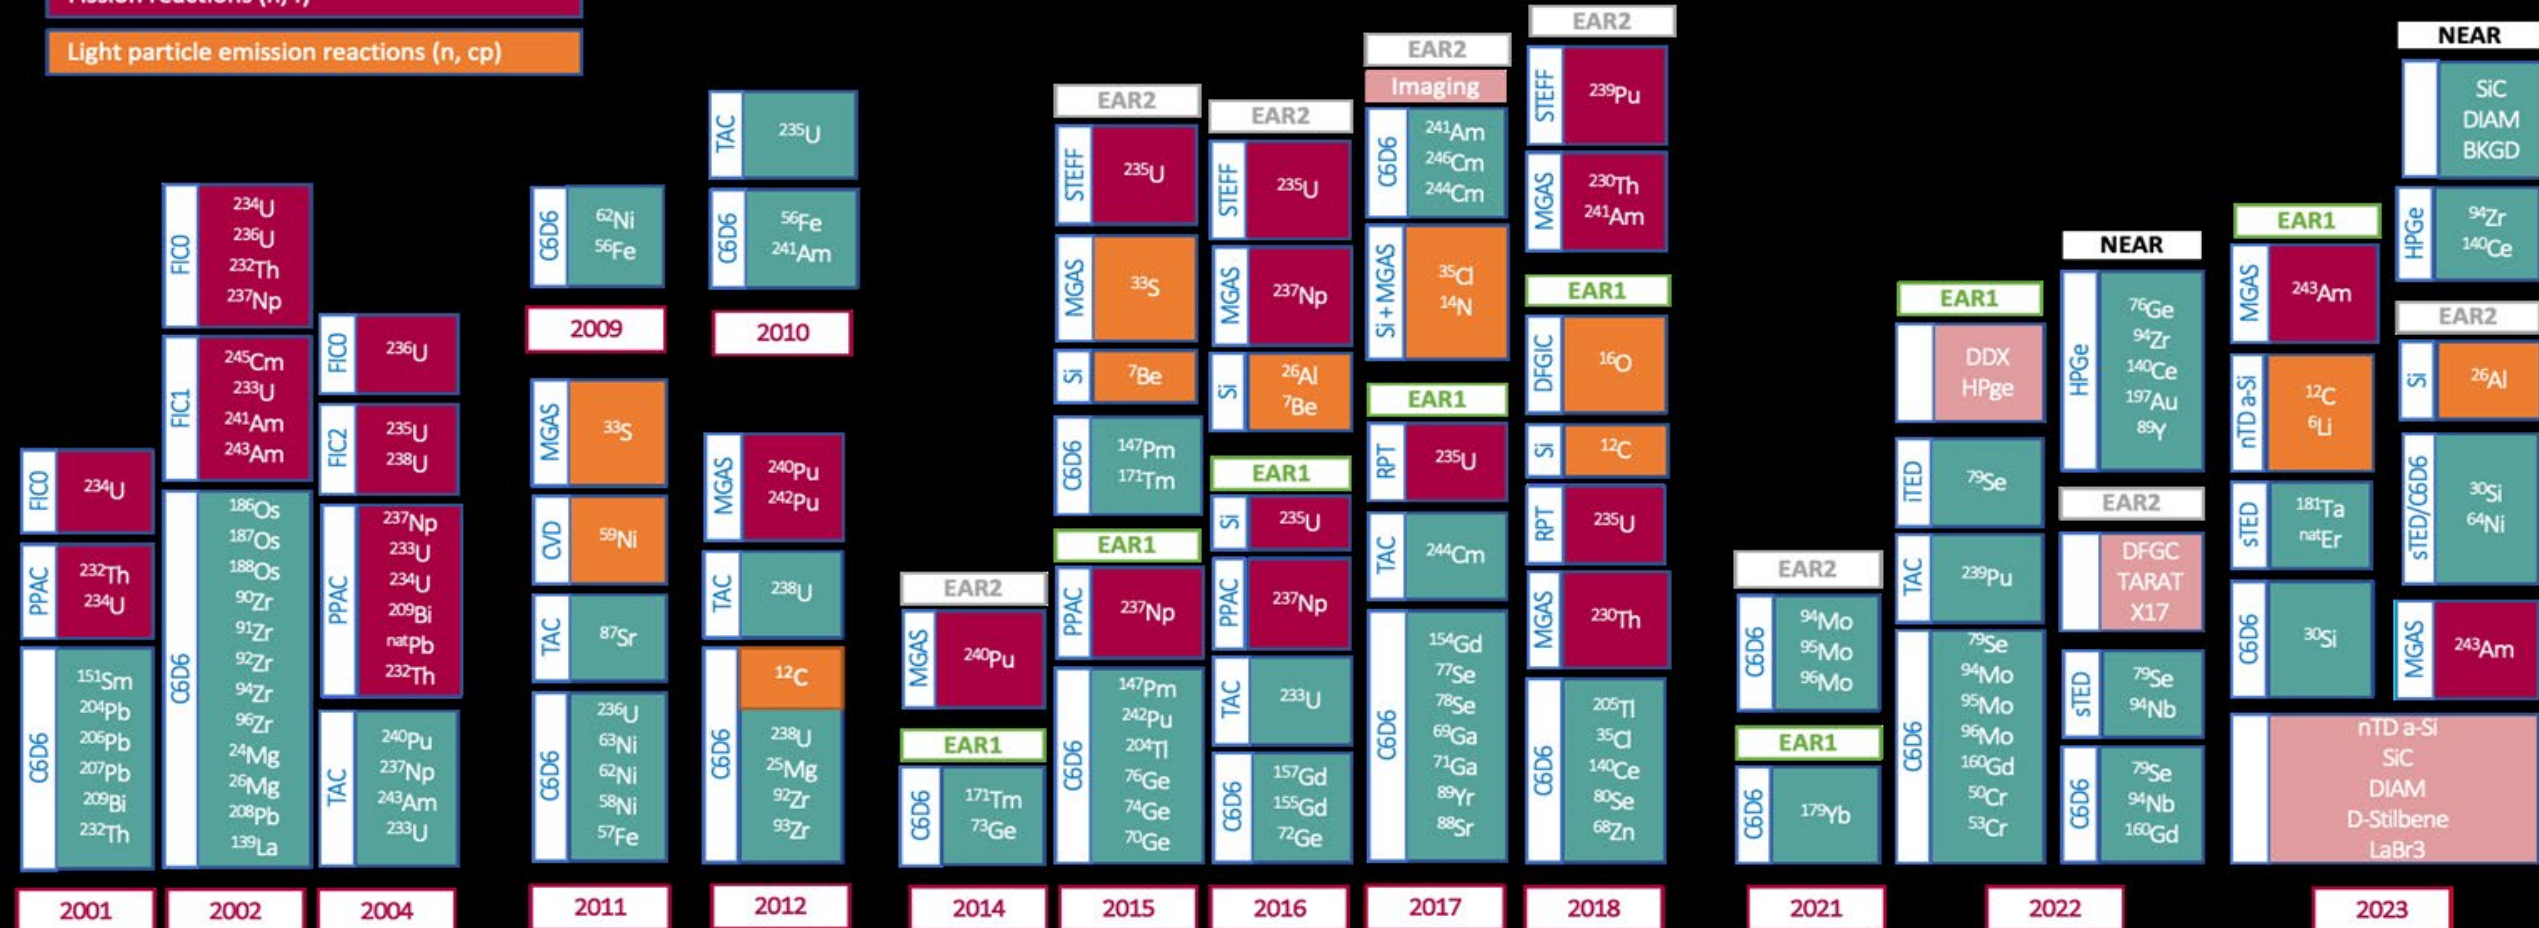 Fission reactions (n, f)
Light particle emission reactions (n, cp)
FIC0
234U
PPAC
232Th
234U
C6D6
151Sm
204Pb
206Pb
207Pb
209Bi
232Th
2001
FIC0
234U
236U
232Th
237Np
FIC1
245Cm
233U
241Am
243Am
C6D6
186Os
187Os
188Os
90Zr
91Zr
92Zr
94Zr
96Zr
24Mg
26Mg
208Pb
139La
2002
FIC0
236U
FIC2
235U
238U
PPAC
237Np
233U
234U
209Bi
natPb
232Th
TAC
240Pu
237Np
243Am
233U
2004
C6D6
62Ni
56Fe
2009
MGAS
33S
CVD
59Ni
TAC
87Sr
C6D6
236U
63Ni
62Ni
58Ni
57Fe
2011
TAC
235U
C6D6
56Fe
241Am
2010
MGAS
240Pu
242Pu
TAC
238U
C6D6
12C
238U
25Mg
92Zr
93Zr
2012
EAR2
MGAS
240Pu
EAR1
C6D6
171Tm
73Ge
2014
EAR2
STEFF
235U
MGAS
33S
Si
7Be
C6D6
147Pm
171Tm
EAR1
PPAC
237Np
C6D6
147Pm
242Pu
204Tl
76Ge
74Ge
70Ge
2015
EAR2
STEFF
235U
MGAS
237Np
Si
26Al
7Be
EAR1
Si
235U
PPAC
237Np
TAC
233U
C6D6
157Gd
155Gd
72Ge
2016
EAR2
Imaging
C6D6
241Am
246Cm
244Cm
Si + MGAS
35Cl
14N
EAR1
RPT
235U
TAC
244Cm
C6D6
154Gd
77Se
78Se
69Ga
71Ga
89Yr
88Sr
2017
EAR2
STEFF
239Pu
MGAS
230Th
241Am
EAR1
DFGIC
16O
Si
12C
RPT
235U
MGAS
230Th
C6D6
205Tl
35Cl
140Ce
80Se
68Zn
2018
EAR2
C6D6
94Mo
95Mo
96Mo
EAR1
C6D6
179Yb
2021
EAR1
DDX
HPge
iTED
79Se
TAC
239Pu
C6D6
79Se
94Mo
95Mo
96Mo
160Gd
50Cr
53Cr
NEAR
HPGe
76Ge
94Zr
140Ce
197Au
89Y
EAR2
DFGC
TARAT
X17
sTED
79Se
94Nb
C6D6
79Se
94Nb
160Gd
2022
EAR1
MGAS
243Am
nTD a-Si
12C
6Li
sTED
181Ta
natEr
C6D6
30Si
NEAR
SiC
DIAM
BKGD
HPGe
94Zr
140Ce
EAR2
Si
26Al
sTED/C6D6
30Si
64Ni
MGAS
243Am
nTD a-Si
SiC
DIAM
D-Stilbene
LaBr3
2023